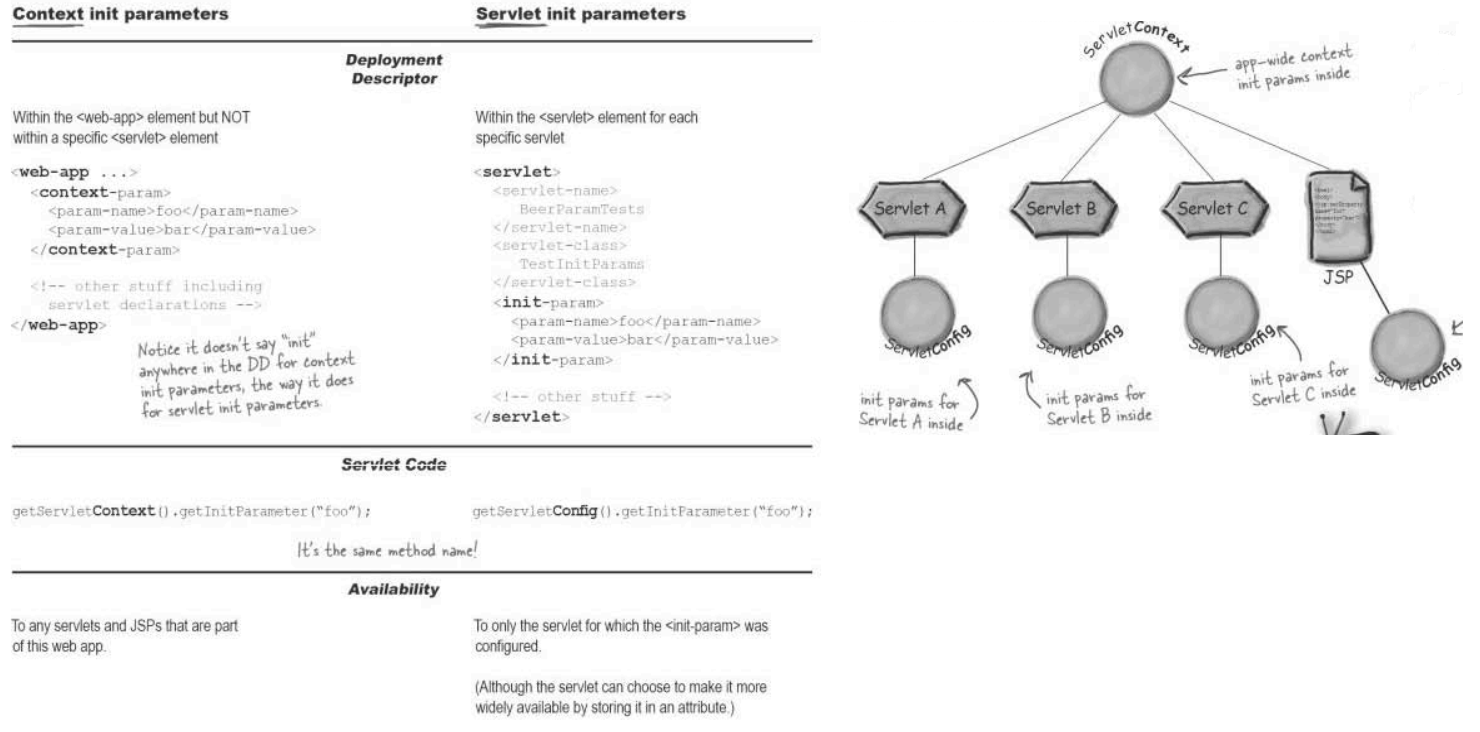 Context init parameters
Servlet init parameters
Deployment
Descriptor
Within the <web-app> element but NOT
within a specific <servlet> element
<web-app ...>
<context-param>
<param-name>foo</param-name>
<param-value>bar</param-value>
</context-param>
<!-- other stuff including
servlet declarations -->
</web-app>
Notice it doesn't say "init"
anywhere in the DD for context
init parameters, the way it does
for servlet init parameters.
Within the <servlet> element for each
specific servlet
<servlet>
<servlet-name>
BeerParamTests
</servlet-name>
<servlet-class>
TestInitParams
</servlet-class>
<init-param>
<param-name>foo</param-name>
<param-value>bar</param-value>
</init-param>
<!-- other stuff -->
</servlet>
Servlet Code
getServletContext().getInitParameter("foo");
getServletConfig().getInitParameter("foo");
It's the same method name!
Availability
To any servlets and JSPs that are part
of this web app.
To only the servlet for which the <init-param> was
configured.
(Although the servlet can choose to make it more
widely available by storing it in an attribute.)
ServletContext
app-wide context
init params inside
Servlet A
Servlet B
Servlet C
JSP
ServletConfig
ServletConfig
ServletConfig
ServletConfig
init params for
Servlet A inside
init params for
Servlet B inside
init params for
Servlet C inside